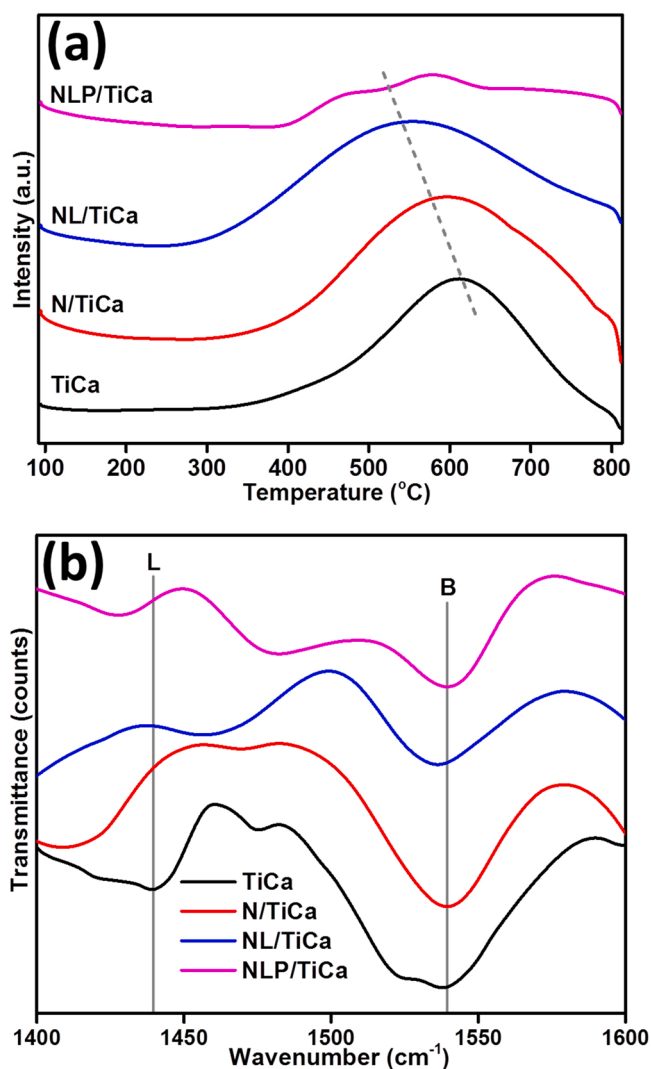 (a)
NLP/TiCa
NL/TiCa
N/TiCa
TiCa
Intensity (a.u.)
100 200 300 400 500 600 700 800
Temperature (°C)
(b)
L
B
Transmittance (counts)
TiCa
N/TiCa
NL/TiCa
NLP/TiCa
1400 1450 1500 1550 1600
Wavenumber (cm⁻¹)